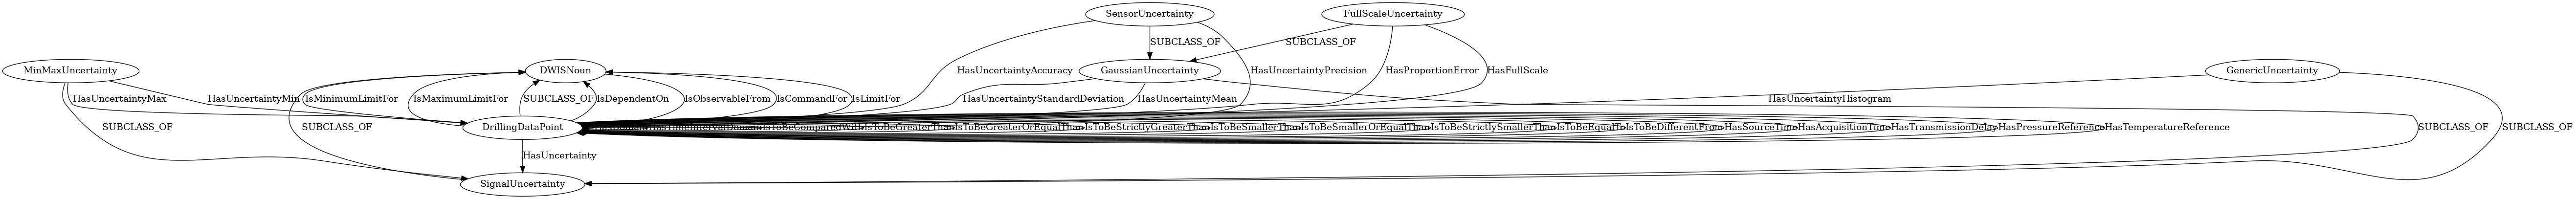 SensorUncertainty
FullScaleUncertainty
SUBCLASS_OF
SUBCLASS_OF
MinMaxUncertainty
DWISNoun
HasUncertaintyAccuracy
GaussianUncertainty
HasUncertaintyPrecision
HasProportionError
HasFullScale
GenericUncertainty
HasUncertaintyMax
HasUncertaintyMin
IsMinimumLimitFor
IsMaximumLimitFor
SUBCLASS_OF
IsDependentOn
IsObservableFrom
IsCommandFor
IsLimitFor
HasUncertaintyStandardDeviation
HasUncertaintyMean
HasUncertaintyHistogram
SUBCLASS_OF
SUBCLASS_OF
DrillingDataPoint
IsToBeComparedWith
IsToBeGreaterThan
IsToBeGreaterOrEqualThan
IsToBeStrictlyGreaterThan
IsToBeSmallerThan
IsToBeSmallerOrEqualThan
IsToBeStrictlySmallerThan
IsToBeEqualTo
IsToBeDifferentFrom
HasSourceTime
HasAcquisitionTime
HasTransmissionDelay
HasPressureReference
HasTemperatureReference
SUBCLASS_OF
SUBCLASS_OF
HasUncertainty
SignalUncertainty